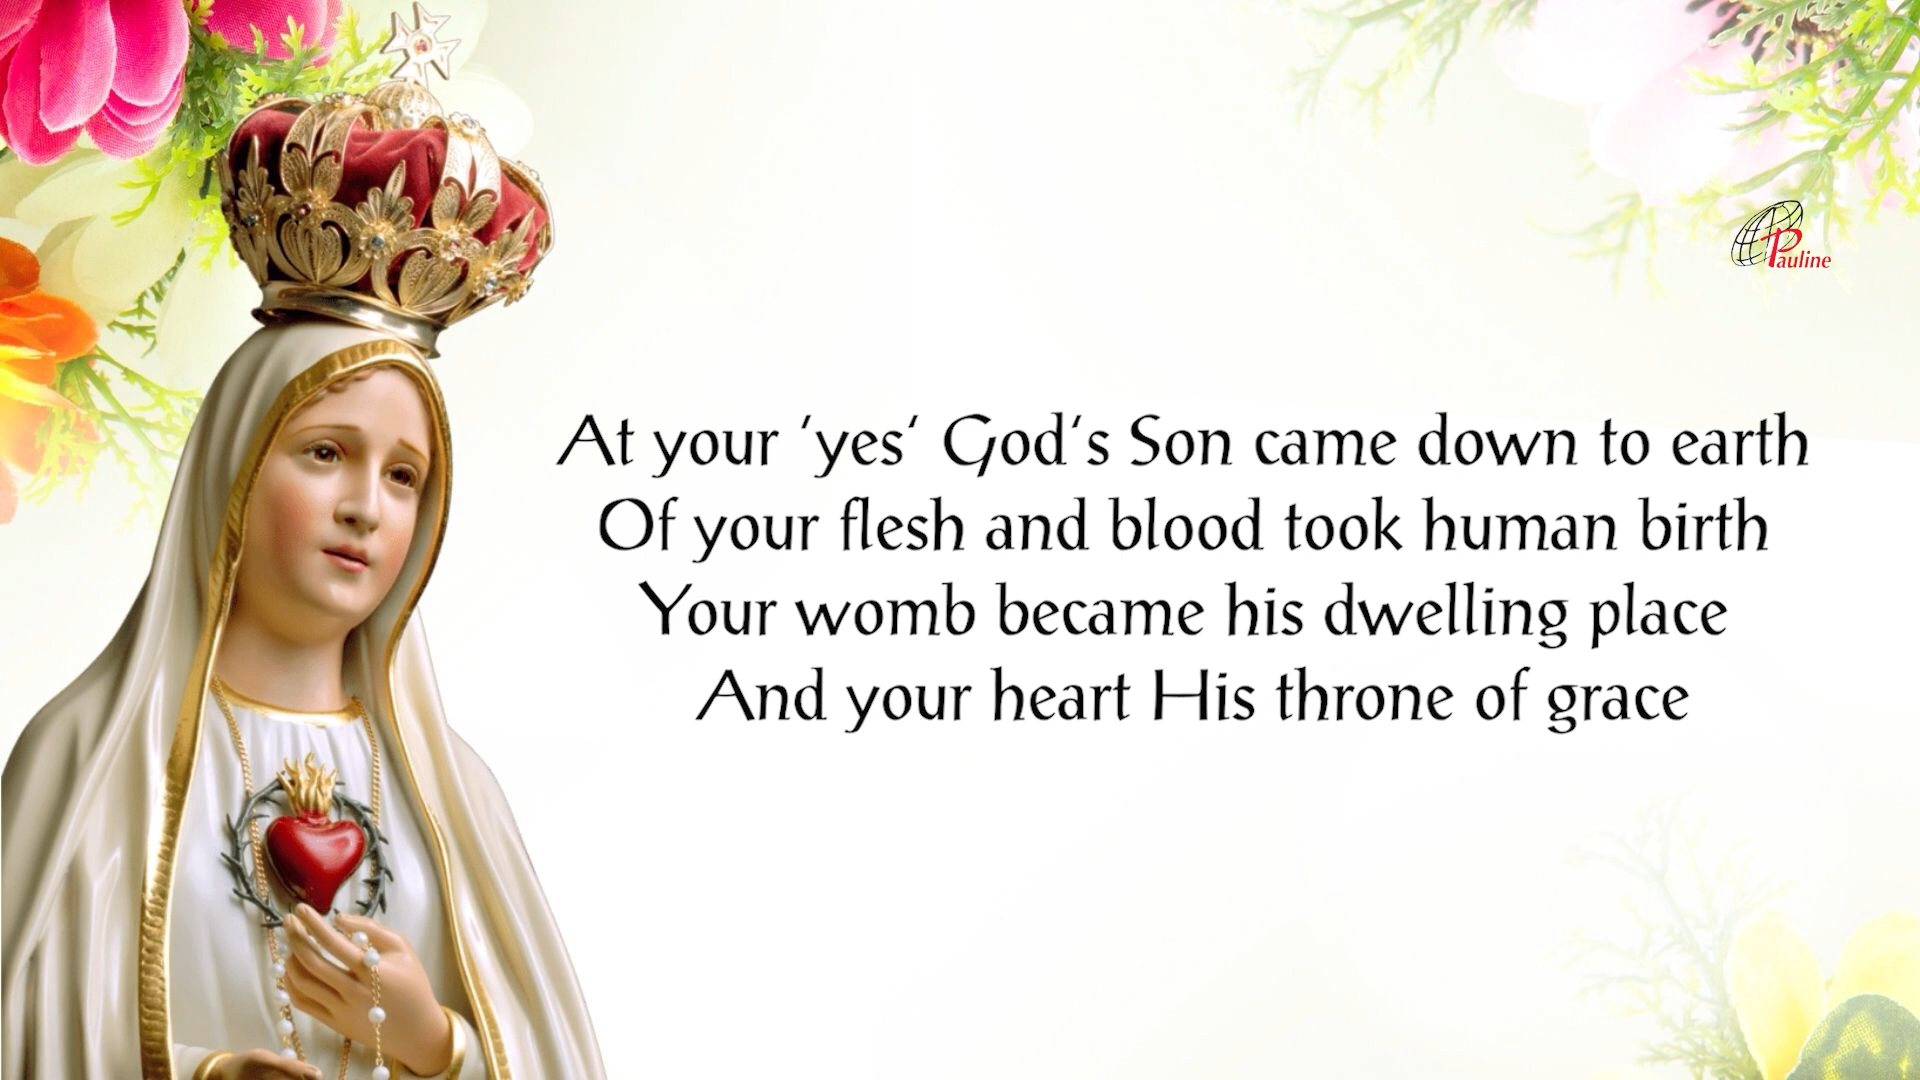 Pauline
At your 'yes' God's Son came down to earth
Of your flesh and blood took human birth
Your womb became his dwelling place
And your heart His throne of grace